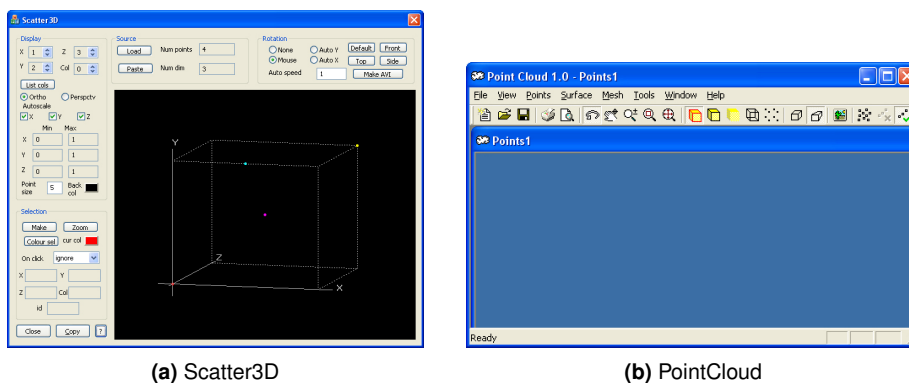 Scatter3D
Display
X 1 Z 3
Y 2 Col 0
List cols
Ortho Perspctv
Autoscale
X Y Z
Min Max
X 0 1
Y 0 1
Z 0 1
Point size 5 Back col
Selection
Make Zoom
Colour sel cur col
On click ignore
X Y
Z Col
id
Close Copy ?
Source
Load Num points 4
Paste Num dim 3
Rotation
None Auto Y Default Front
Mouse Auto X Top Side
Auto speed 1 Make AVI
Y
Z
X
(a) Scatter3D
Point Cloud 1.0 - Points1
File View Points Surface Mesh Tools Window Help
Points1
Ready
(b) PointCloud